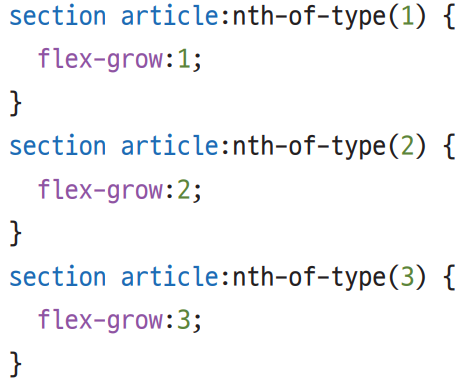 section article:nth-of-type(1) {
  flex-grow:1;
}
section article:nth-of-type(2) {
  flex-grow:2;
}
section article:nth-of-type(3) {
  flex-grow:3;
}